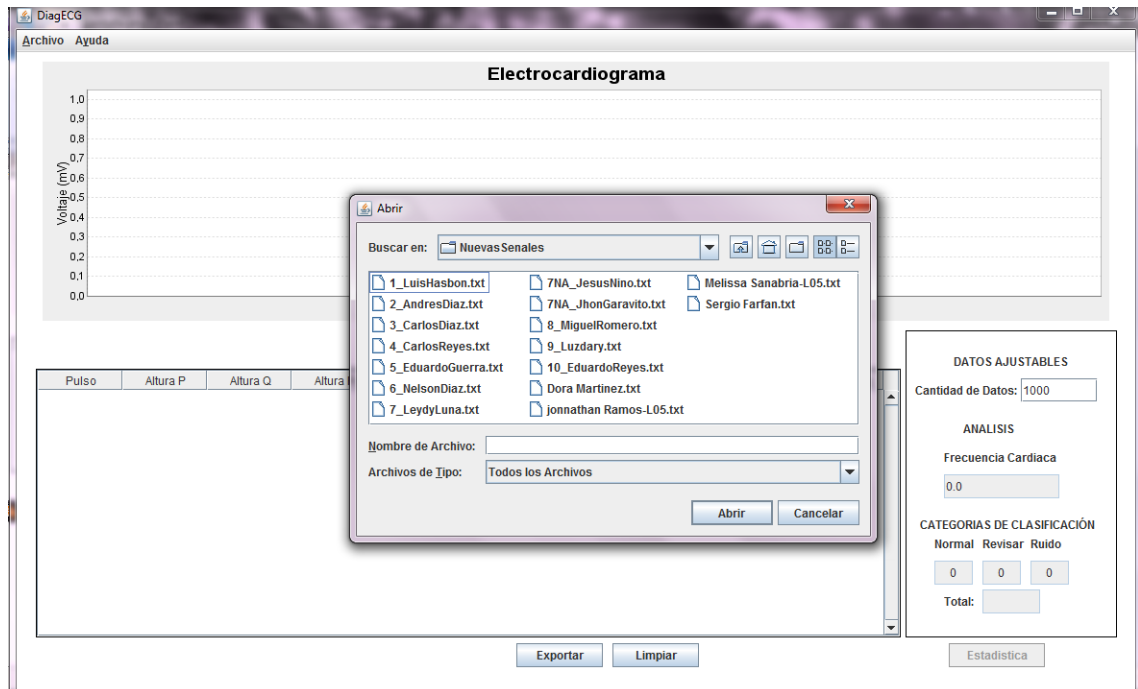 DiagECG
Archivo Ayuda
Electrocardiograma
Voltaje (mV)
1,0
0,9
0,8
0,7
0,6
0,5
0,4
0,3
0,2
0,1
0,0
Abrir
Buscar en: NuevasSenales
1_LuisHasbon.txt 7NA_JesusNino.txt Melissa Sanabria-L05.txt
2_AndresDiaz.txt 7NA_JhonGaravito.txt Sergio Farfan.txt
3_CarlosDiaz.txt 8_MiguelRomero.txt
4_CarlosReyes.txt 9_Luzdary.txt
5_EduardoGuerra.txt 10_EduardoReyes.txt
6_NelsonDiaz.txt Dora Martinez.txt
7_LeydyLuna.txt jonnathan Ramos-L05.txt
Nombre de Archivo:
Archivos de Tipo: Todos los Archivos
Abrir Cancelar
Pulso Altura P Altura Q Altura
DATOS AJUSTABLES
Cantidad de Datos: 1000
ANALISIS
Frecuencia Cardiaca
0.0
CATEGORIAS DE CLASIFICACIÓN
Normal Revisar Ruido
0 0 0
Total:
Exportar Limpiar Estadística